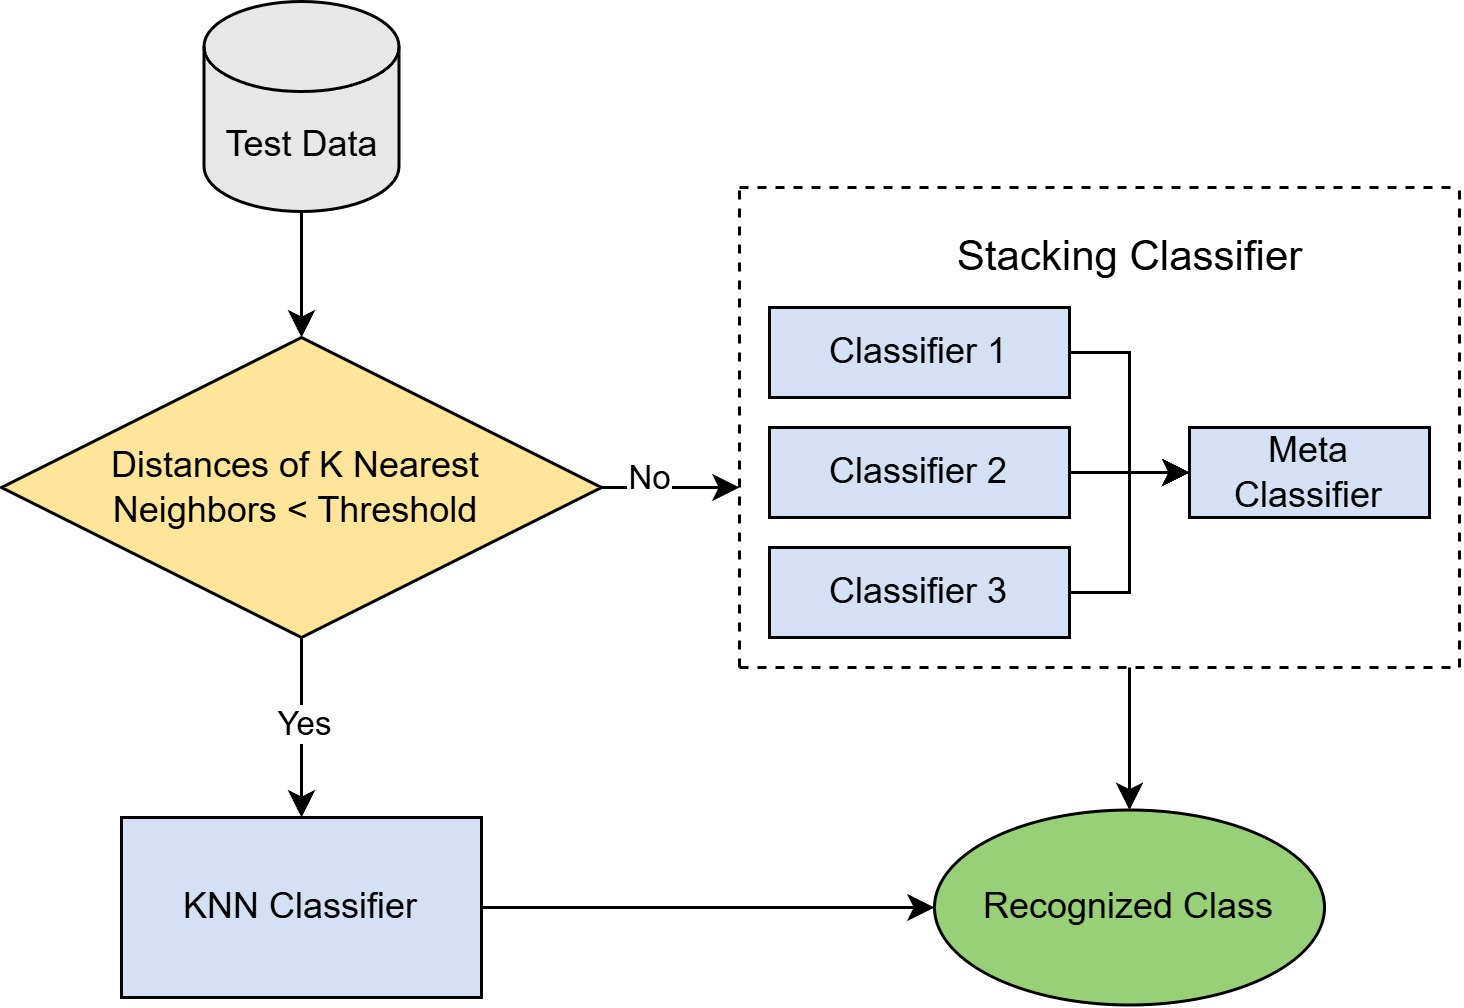 Test Data
Stacking Classifier
Classifier 1
Classifier 2
Classifier 3
Meta
Classifier
Distances of K Nearest
Neighbors < Threshold
No
Yes
KNN Classifier
Recognized Class